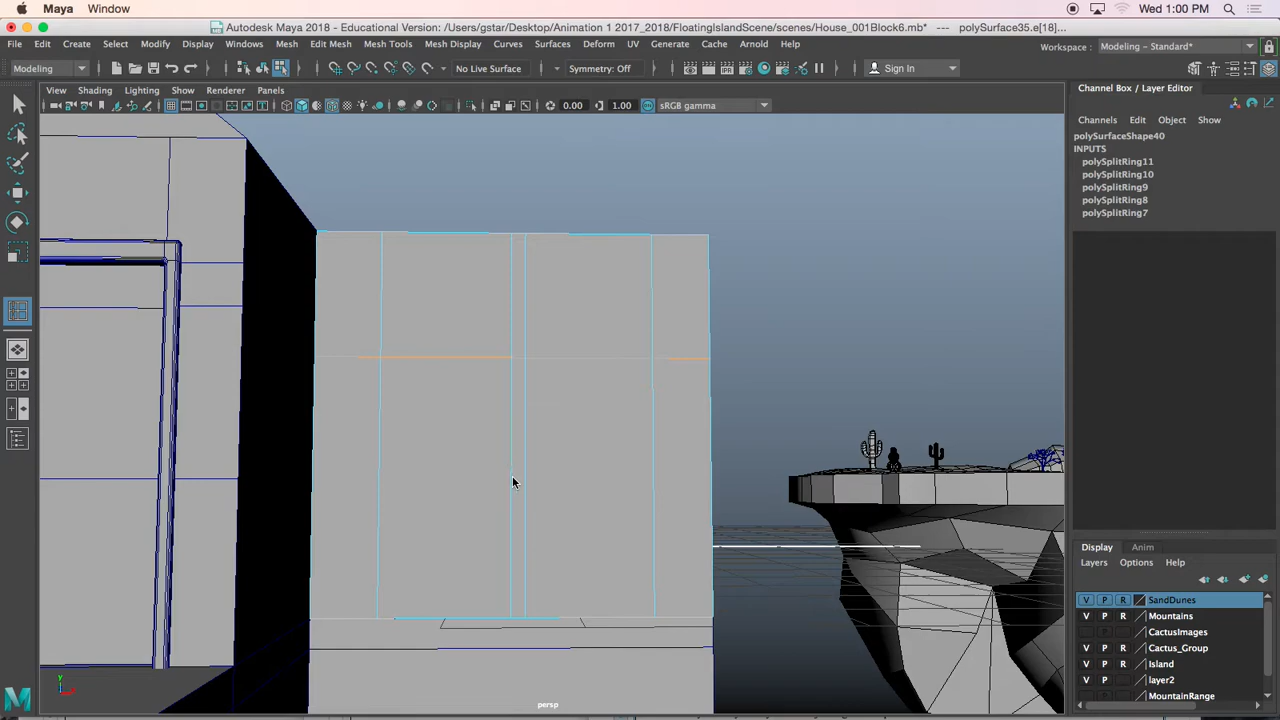 Maya Window Wed 1:00 PM
Autodesk Maya 2018 - Educational Version: /Users/gstar/Desktop/Animation 1 2017_2018/FloatingIslandScene/scenes/House_001Block6.mb* --- polySurface35.e[18]...
File Edit Create Select Modify Display Windows Mesh Edit Mesh Mesh Tools Mesh Display Curves Surfaces Deform UV Generate Cache Arnold Help Workspace: Modeling - Standard*
Modeling No Live Surface Symmetry: Off Sign In
View Shading Lighting Show Renderer Panels
0.00 1.00 sRGB gamma
Channel Box / Layer Editor
Channels Edit Object Show
polySurfaceShape40
INPUTS
polySplitRing11
polySplitRing10
polySplitRing9
polySplitRing8
polySplitRing7
Display Anim
Layers Options Help
V P R SandDunes
V P R Mountains
CactusImages
V P R Cactus_Group
V P R Island
V P layer2
MountainRange
y
persp